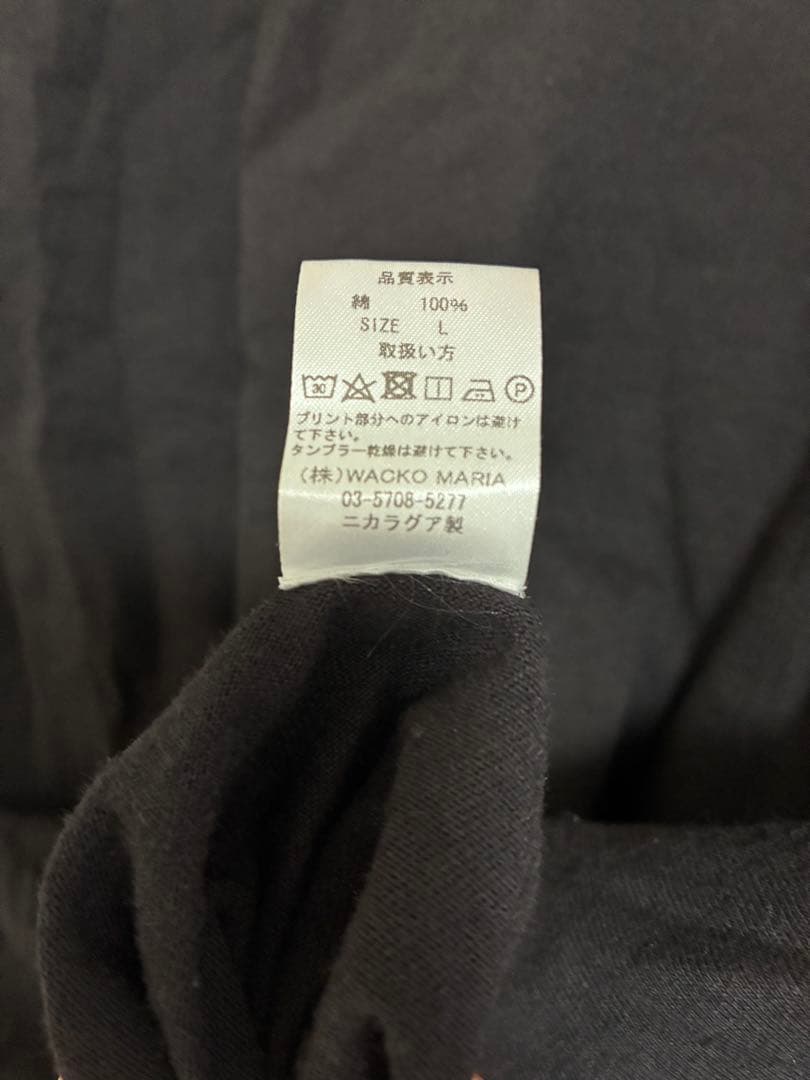 品質表示
綿 100%
SIZE L
取扱い方
30 P
プリント部分へのアイロンは避け
て下さい。
タンブラー乾燥は避けて下さい。
(株)WACKO MARIA
03-5708-5277
ニカラグア製